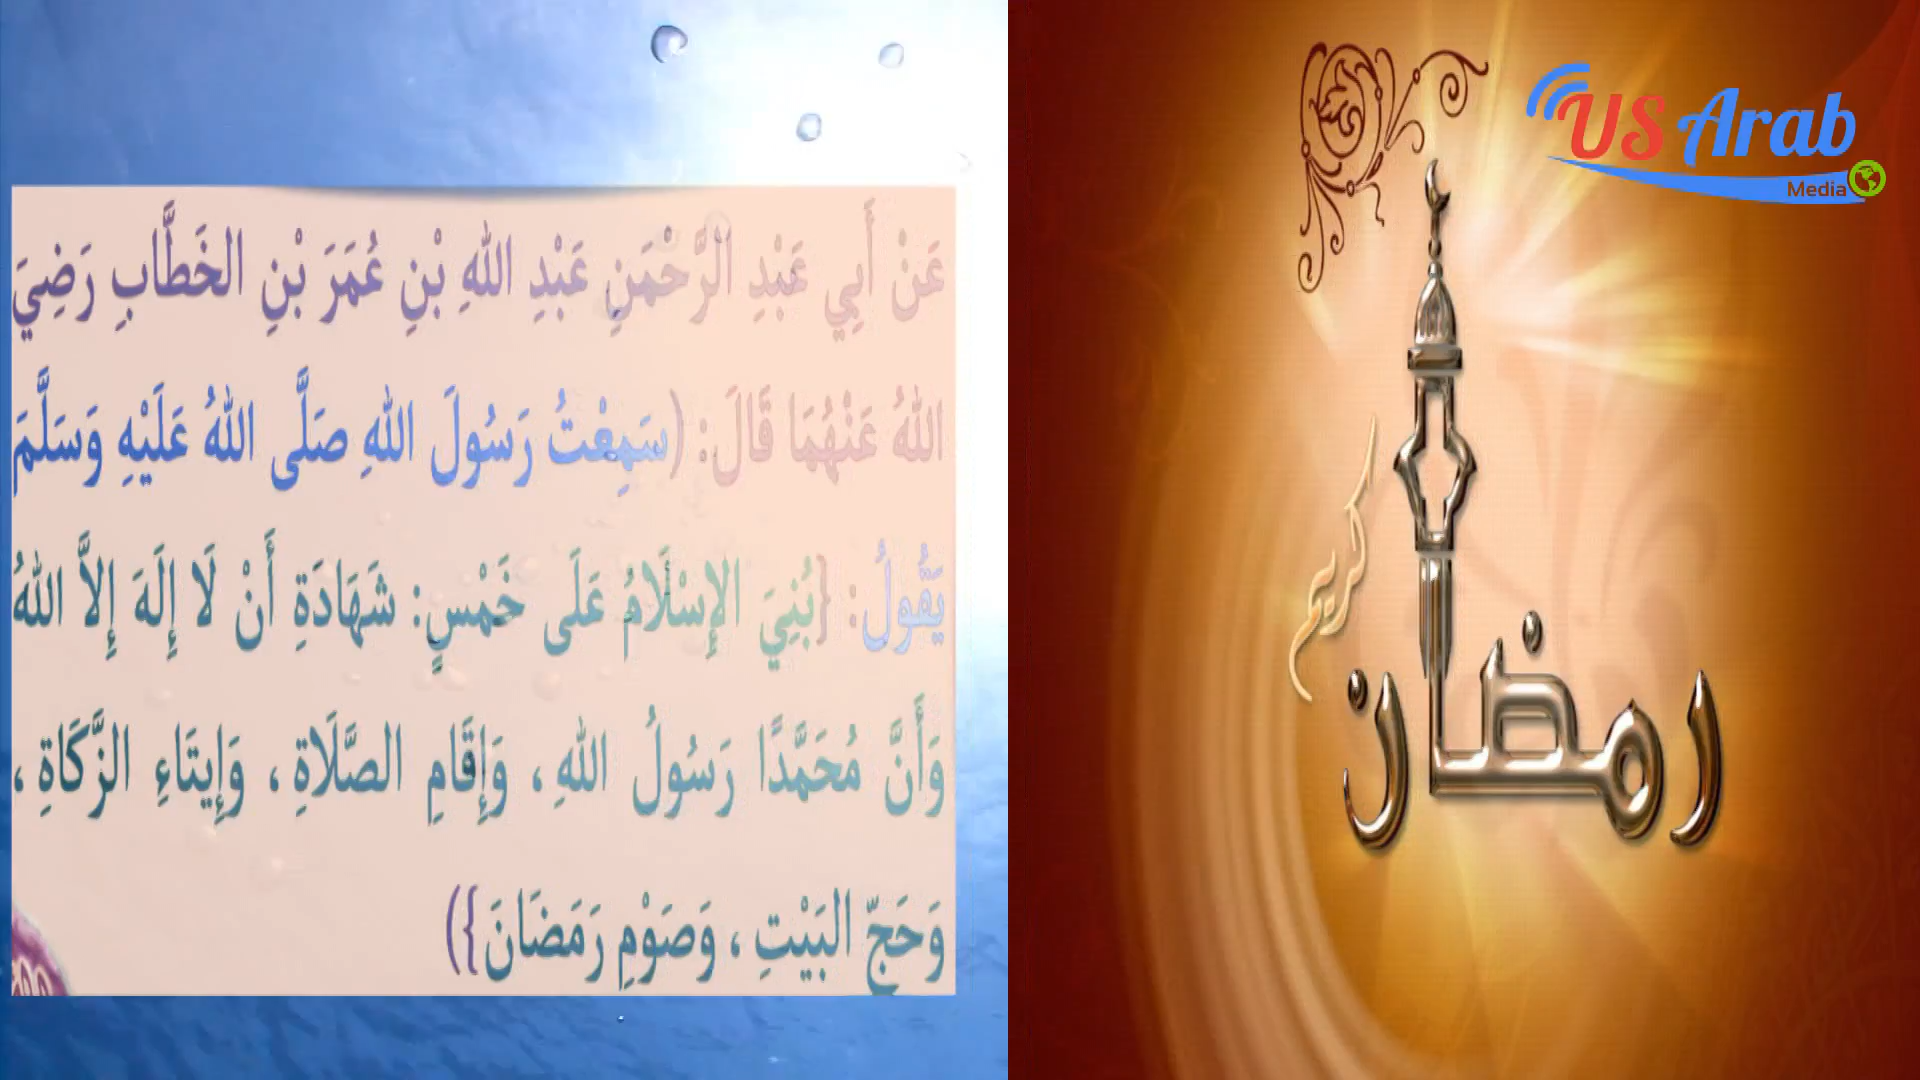 عَنْ أَبِي عَبْدِ الرَّحْمَنِ عَبْدِ اللهِ بْنِ عُمَرَ بْنِ الخَطَّابِ رَضِيَ
اللهُ عَنْهُمَا قَالَ: (سَمِعْتُ رَسُولَ اللهِ صَلَّى اللهُ عَلَيْهِ وَسَلَّمَ
يَقُولُ: {بُنِيَ الإِسْلَامُ عَلَى خَمْسٍ: شَهَادَةِ أَنْ لَا إِلَهَ إِلاَّ اللهُ
وَأَنَّ مُحَمَّدًا رَسُولُ اللهِ ، وَإِقَامِ الصَّلَاةِ ، وَإِيتَاءِ الزَّكَاةِ ،
وَحَجِّ البَيْتِ ، وَصَوْمِ رَمَضَانَ})
US Arab
Media
رمضان
كريم